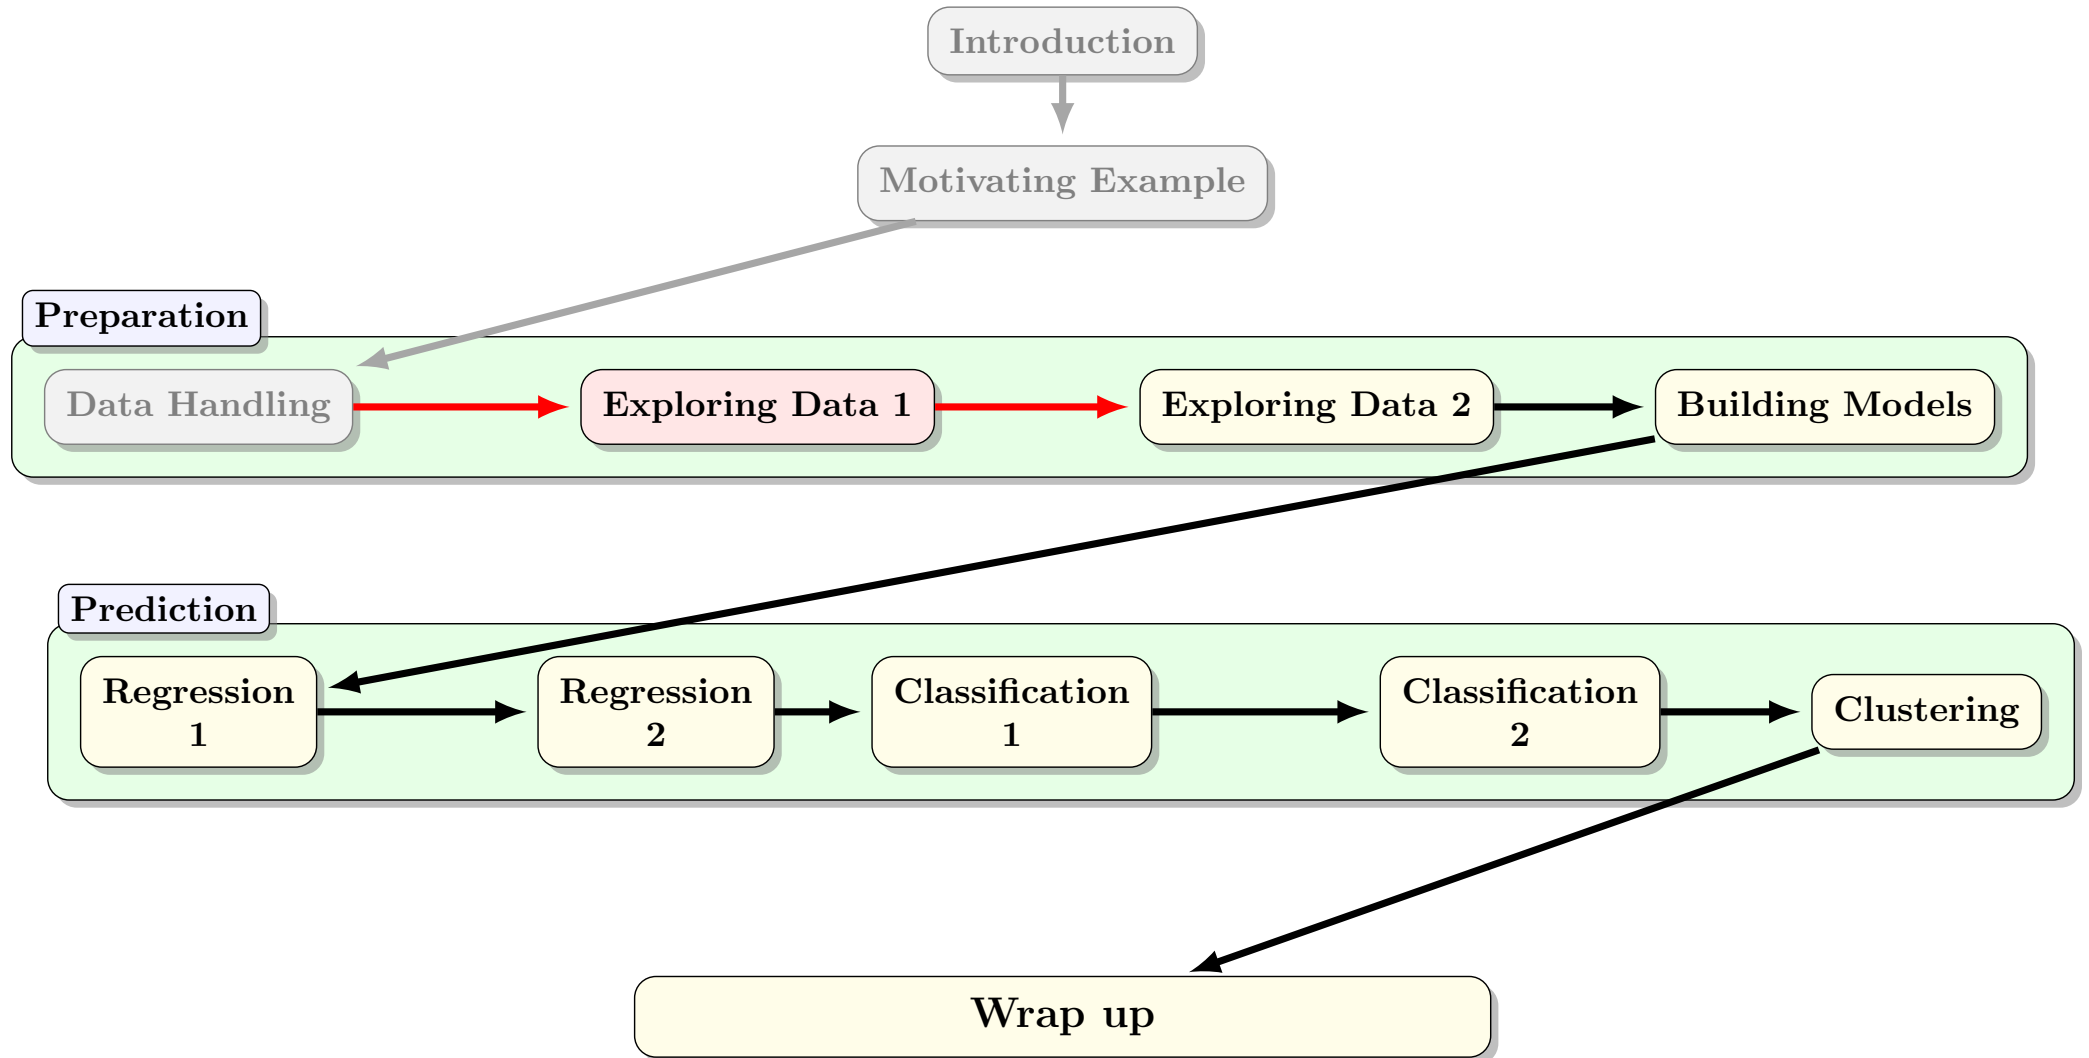 Introduction
Motivating Example
Preparation
Data Handling
Exploring Data 1
Exploring Data 2
Building Models
Prediction
Regression
1
Regression
2
Classification
1
Classification
2
Clustering
Wrap up